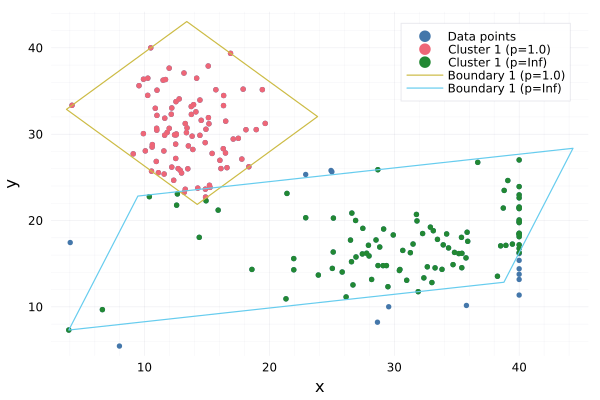 Data points
Cluster 1 (p=1.0)
Cluster 1 (p=Inf)
Boundary 1 (p=1.0)
Boundary 1 (p=Inf)
40
30
20
10
y
10 20 30 40
x